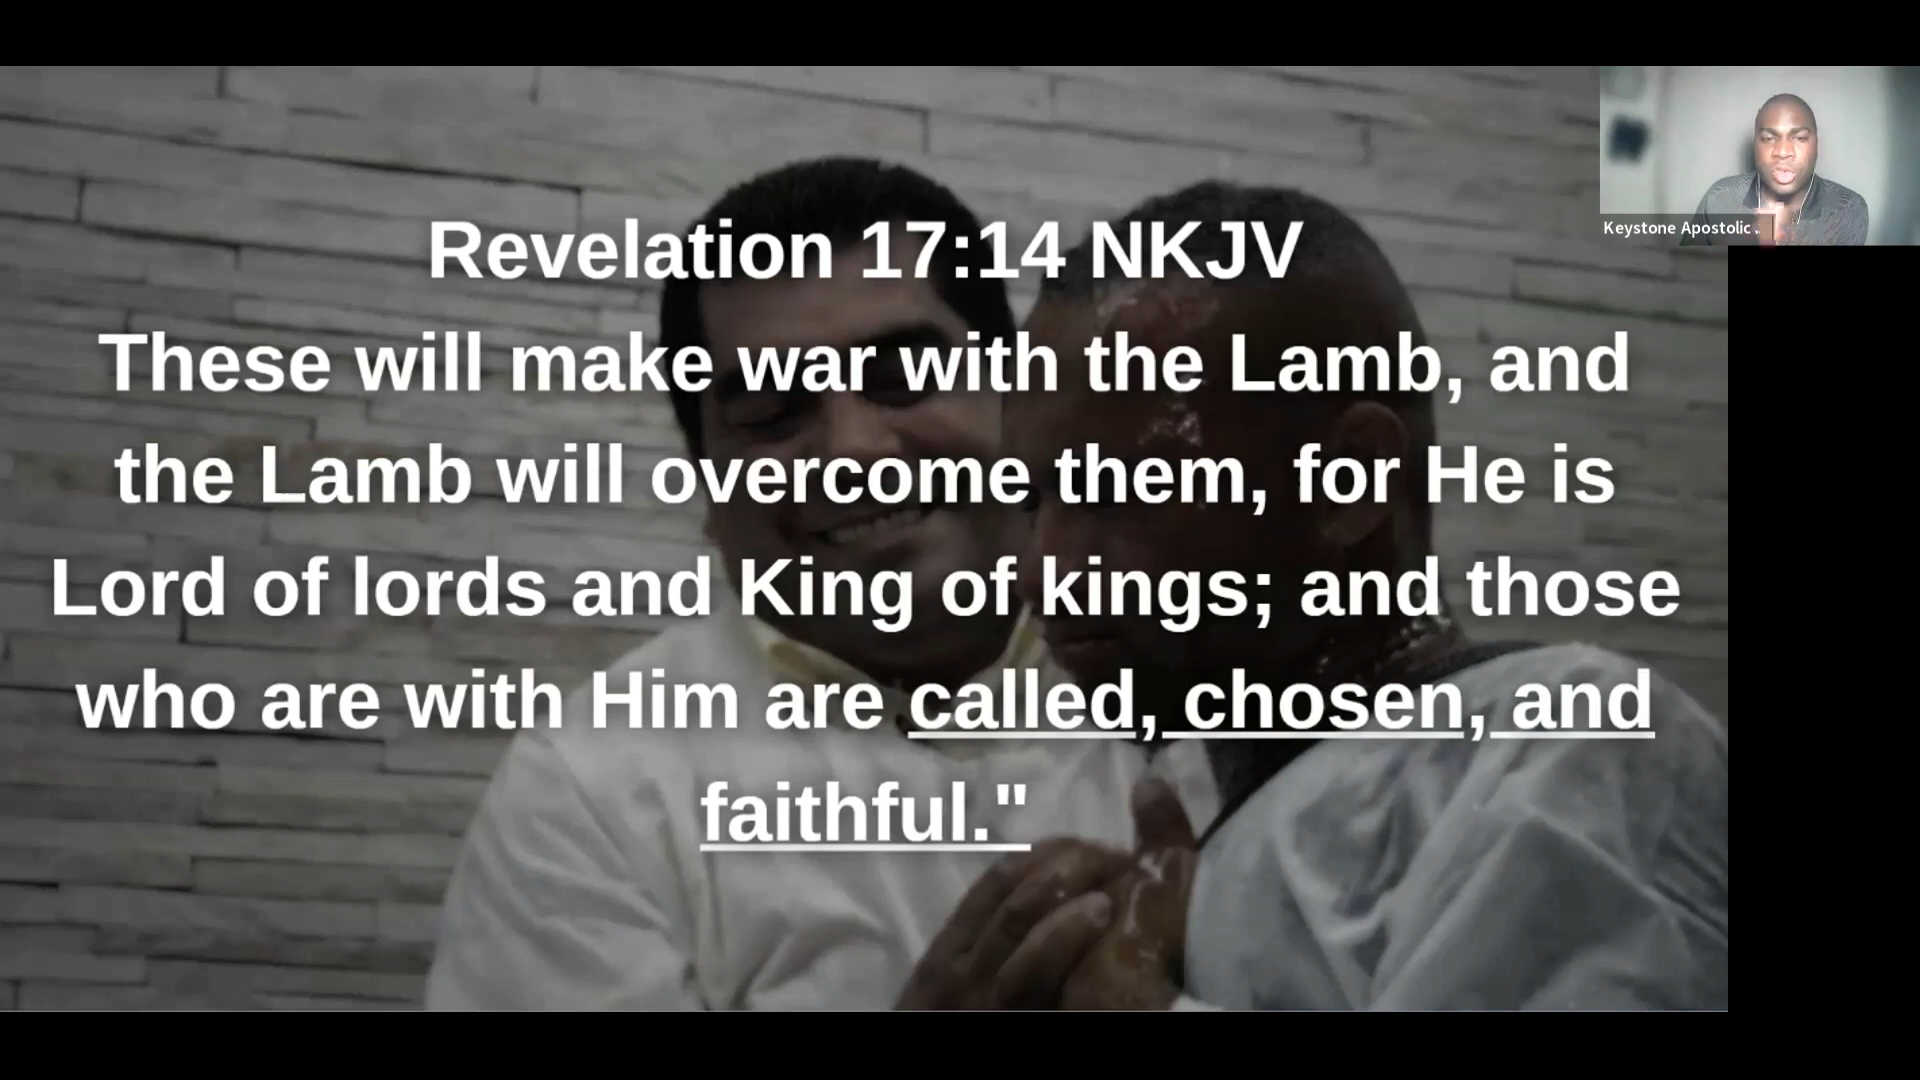 Revelation 17:14 NKJV
These will make war with the Lamb, and
the Lamb will overcome them, for He is
Lord of lords and King of kings; and those
who are with Him are called, chosen, and
faithful."
Keystone Apostolic ..